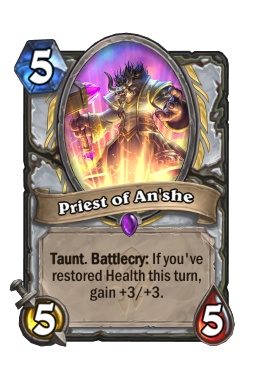 5
Priest of An'she
Taunt. Battlecry: If you've
restored Health this turn,
gain +3/+3.
5
5